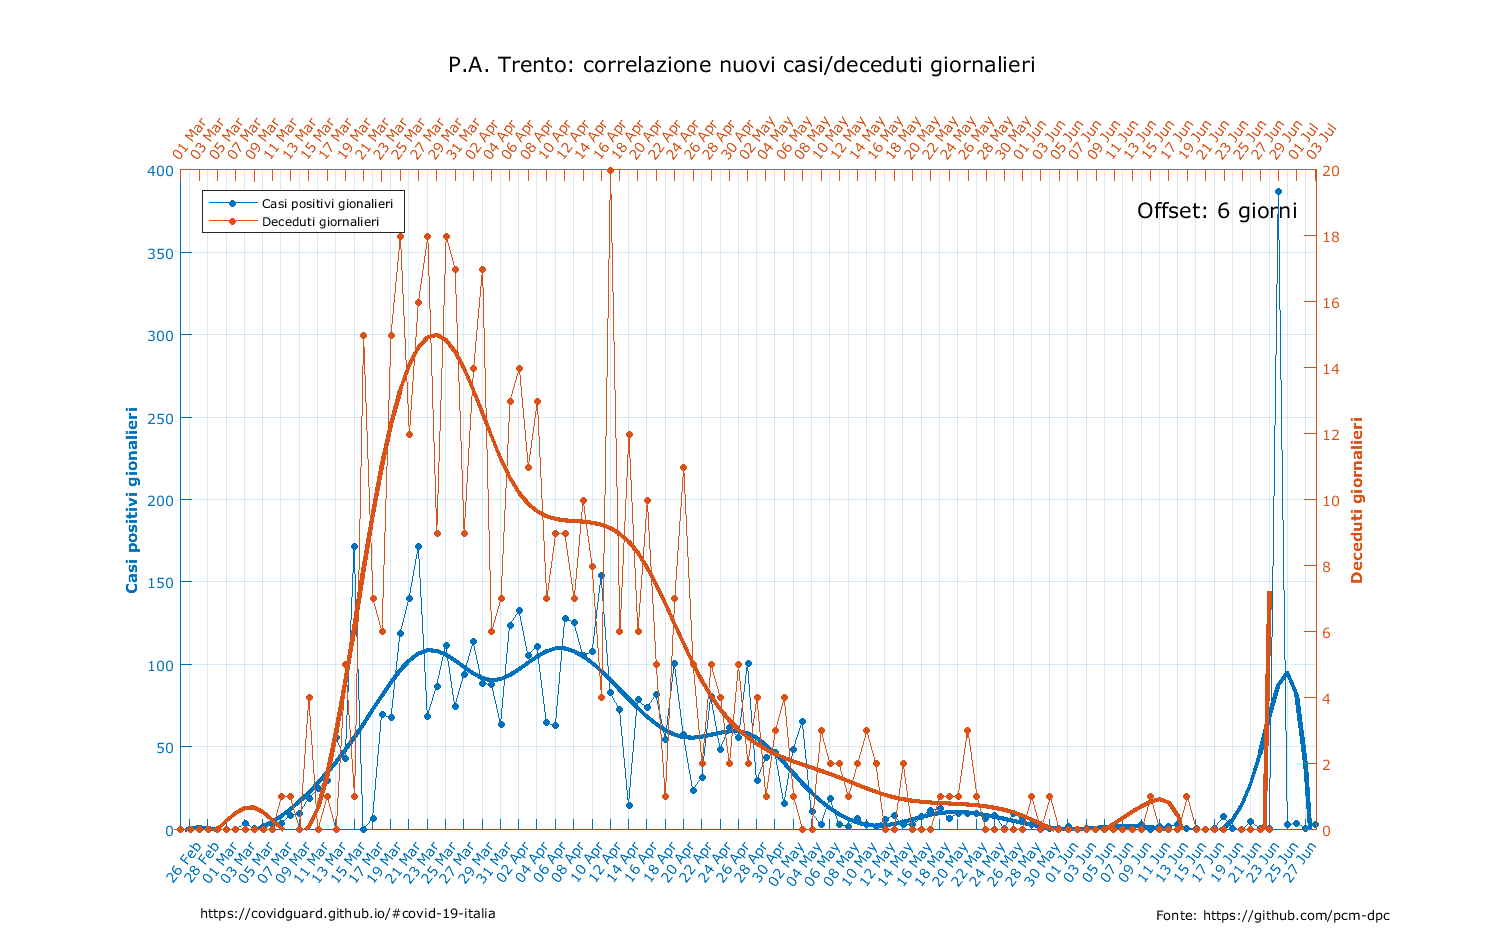 P.A. Trento: correlazione nuovi casi/deceduti giornalieri
01 Mar
03 Mar
05 Mar
07 Mar
09 Mar
11 Mar
13 Mar
15 Mar
17 Mar
19 Mar
21 Mar
23 Mar
25 Mar
27 Mar
29 Mar
31 Mar
02 Apr
04 Apr
06 Apr
08 Apr
10 Apr
12 Apr
14 Apr
16 Apr
18 Apr
20 Apr
22 Apr
24 Apr
26 Apr
28 Apr
30 Apr
02 May
04 May
06 May
08 May
10 May
12 May
14 May
16 May
18 May
20 May
22 May
24 May
26 May
28 May
30 May
01 Jun
03 Jun
05 Jun
07 Jun
09 Jun
11 Jun
13 Jun
15 Jun
17 Jun
19 Jun
21 Jun
23 Jun
25 Jun
27 Jun
29 Jun
01 Jul
03 Jul
Casi positivi gionalieri
Deceduti giornalieri
Offset: 6 giorni
400
350
300
250
200
150
100
50
0
Casi positivi gionalieri
20
18
16
14
12
10
8
6
4
2
0
Deceduti giornalieri
26 Feb
28 Feb
01 Mar
03 Mar
05 Mar
07 Mar
09 Mar
11 Mar
13 Mar
15 Mar
17 Mar
19 Mar
21 Mar
23 Mar
25 Mar
27 Mar
29 Mar
31 Mar
02 Apr
04 Apr
06 Apr
08 Apr
10 Apr
12 Apr
14 Apr
16 Apr
18 Apr
20 Apr
22 Apr
24 Apr
26 Apr
28 Apr
30 Apr
02 May
04 May
06 May
08 May
10 May
12 May
14 May
16 May
18 May
20 May
22 May
24 May
26 May
28 May
30 May
01 Jun
03 Jun
05 Jun
07 Jun
09 Jun
11 Jun
13 Jun
15 Jun
17 Jun
19 Jun
21 Jun
23 Jun
25 Jun
27 Jun
https://covidguard.github.io/#covid-19-italia
Fonte: https://github.com/pcm-dpc